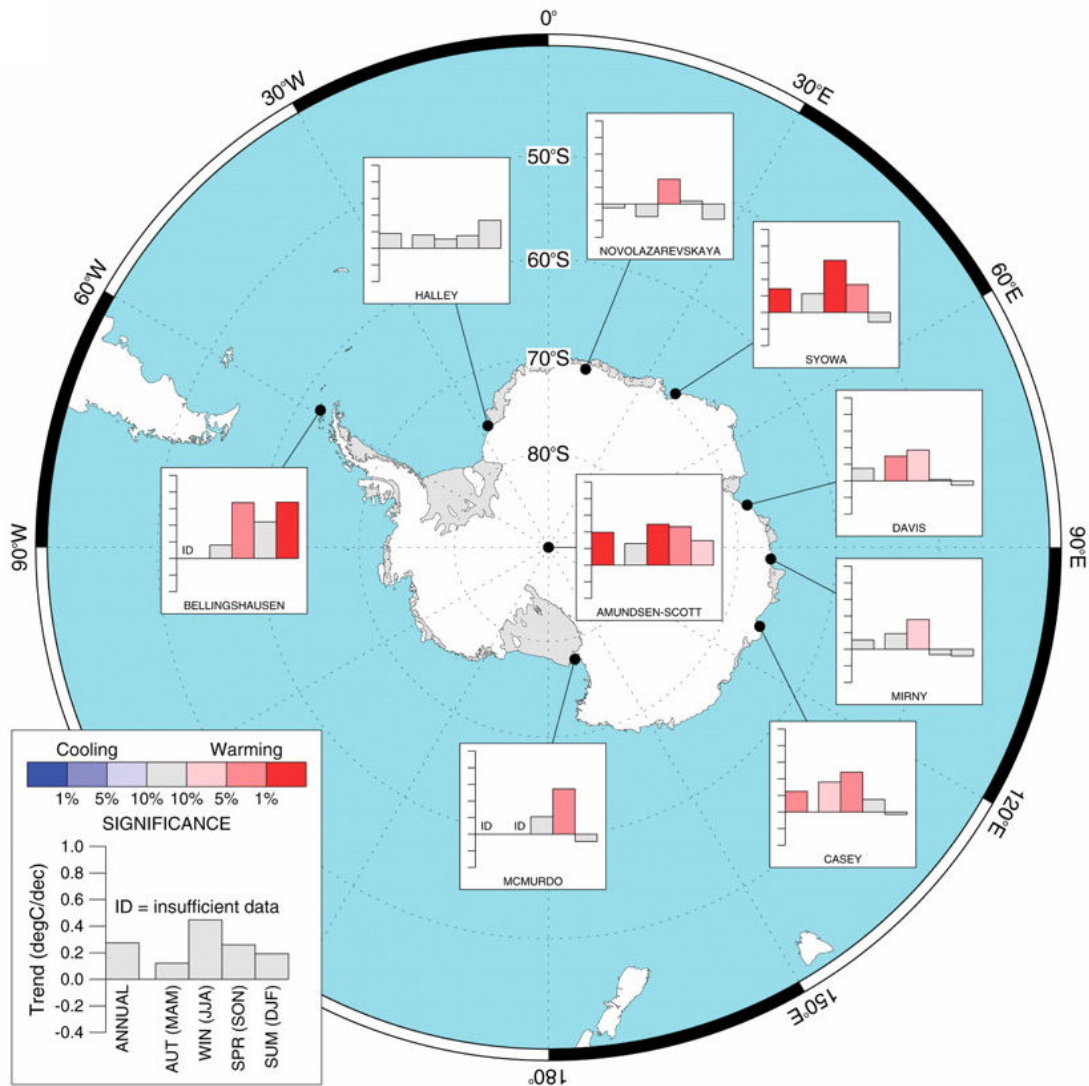 0°
30°W
30°E
50°S
NOVOLAZAREVSKAYA
60°S
HALLEY
60°W
60°E
SYOWA
70°S
80°S
DAVIS
ID
BELLINGSHAUSEN
90°W
90°E
AMUNDSEN-SCOTT
MIRNY
Cooling Warming
1% 5% 10% 10% 5% 1%
SIGNIFICANCE
ID ID
MCMURDO
CASEY
120°E
1.0
0.8
0.6
ID = insufficient data
0.4
0.2
0.0
-0.2
-0.4
Trend (degC/dec)
ANNUAL
AUT (MAM)
WIN (JJA)
SPR (SON)
SUM (DJF)
150°E
180°